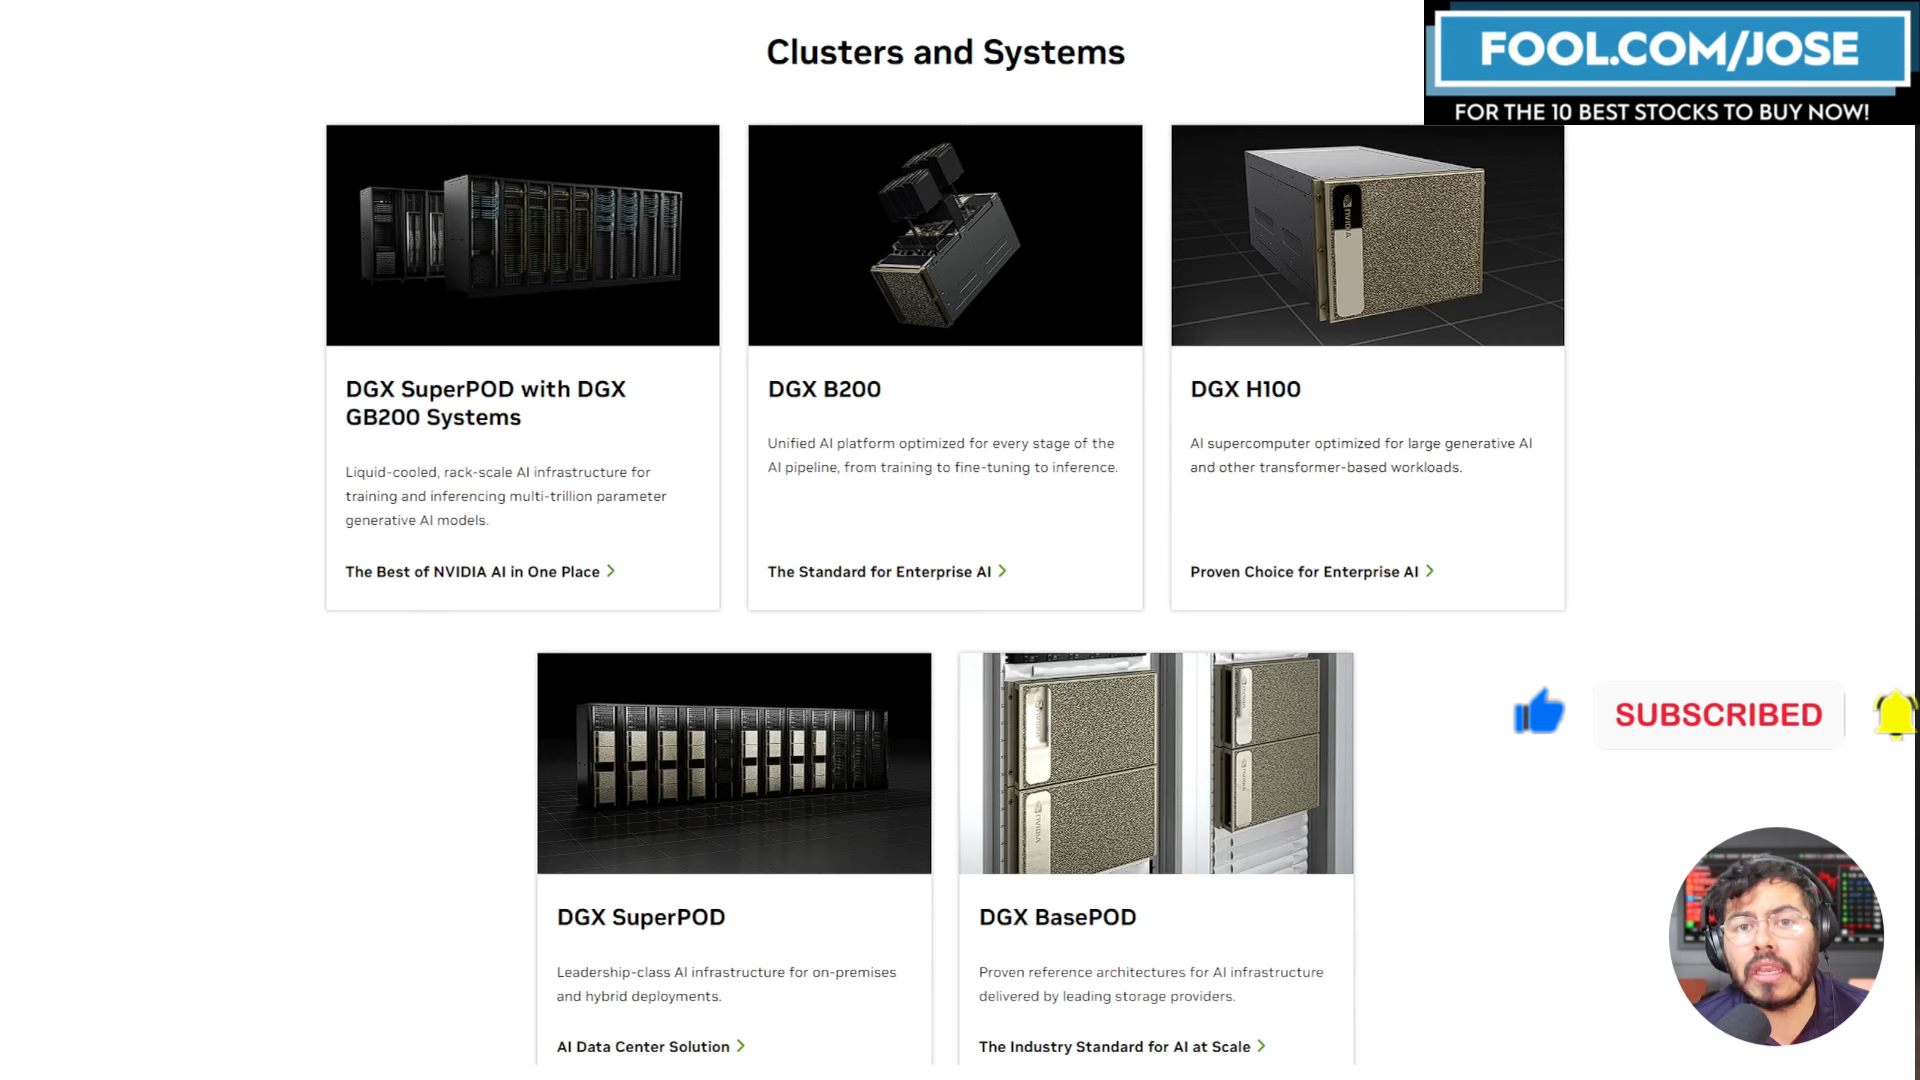 Clusters and Systems
FOOL.COM/JOSE
FOR THE 10 BEST STOCKS TO BUY NOW!
NVIDIA
DGX SuperPOD with DGX
GB200 Systems
Liquid-cooled, rack-scale AI infrastructure for
training and inferencing multi-trillion parameter
generative AI models.
The Best of NVIDIA AI in One Place >
DGX B200
Unified AI platform optimized for every stage of the
AI pipeline, from training to fine-tuning to inference.
The Standard for Enterprise AI >
DGX H100
AI supercomputer optimized for large generative AI
and other transformer-based workloads.
Proven Choice for Enterprise AI >
NVIDIA
SUBSCRIBED
DGX SuperPOD
Leadership-class AI infrastructure for on-premises
and hybrid deployments.
AI Data Center Solution >
DGX BasePOD
Proven reference architectures for AI infrastructure
delivered by leading storage providers.
The Industry Standard for AI at Scale >